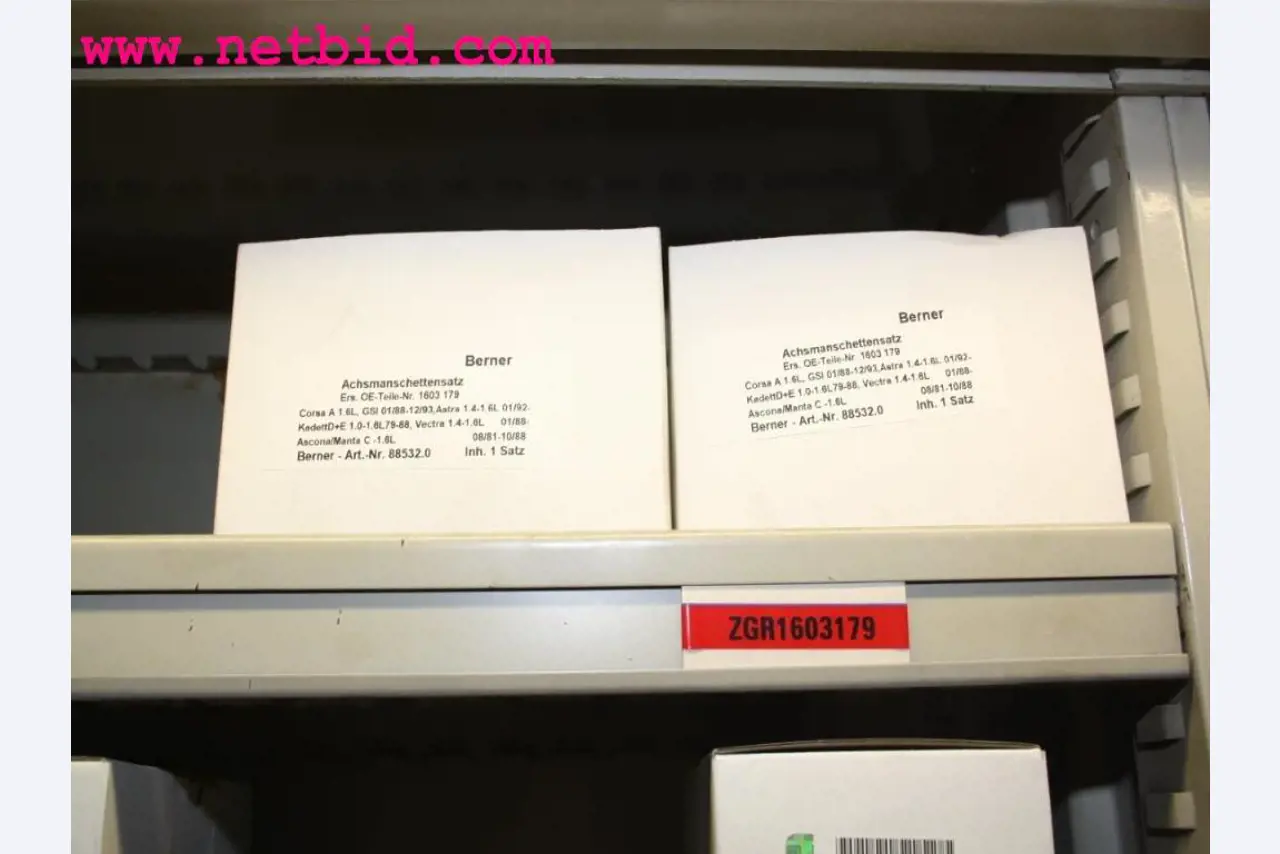 www.netbid.com
Berner
Achsmanschettensatz
Ers. OE-Teile-Nr. 1603 179
Corsa A 1.6L, GSI 01/88-12/93,Astra 1.4-1.6L 01/92-
KadettD+E 1.0-1.6L79-88, Vectra 1.4-1.6L 01/88-
Ascona/Manta C -1.6L 08/81-10/88
Berner - Art.-Nr. 88532.0 Inh. 1 Satz
Berner
Achsmanschettensatz
Ers. OE-Teile-Nr 1603 179
Corsa A 1.6L, GSI 01/88-12/93,Astra 1.4-1.6L 01/92-
KadettD+E 1.0-1.6L79-88, Vectra 1.4-1.6L 01/88-
Ascona/Manta C -1.6L 08/81-10/88
Berner - Art.-Nr. 88532.0 Inh. 1 Satz
ZGR1603179